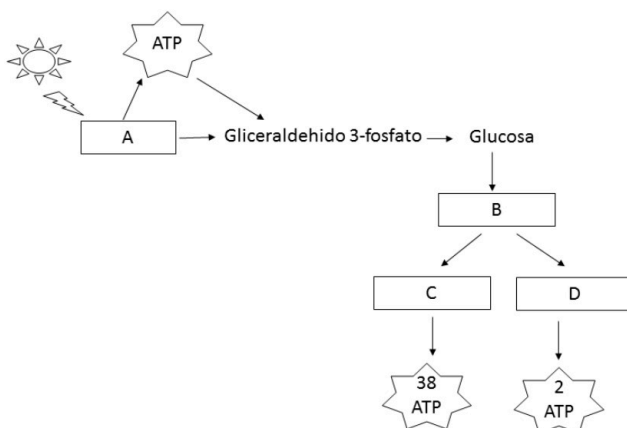 ATP
A
Gliceraldehido 3-fosfato
Glucosa
B
C
D
38
ATP
2
ATP